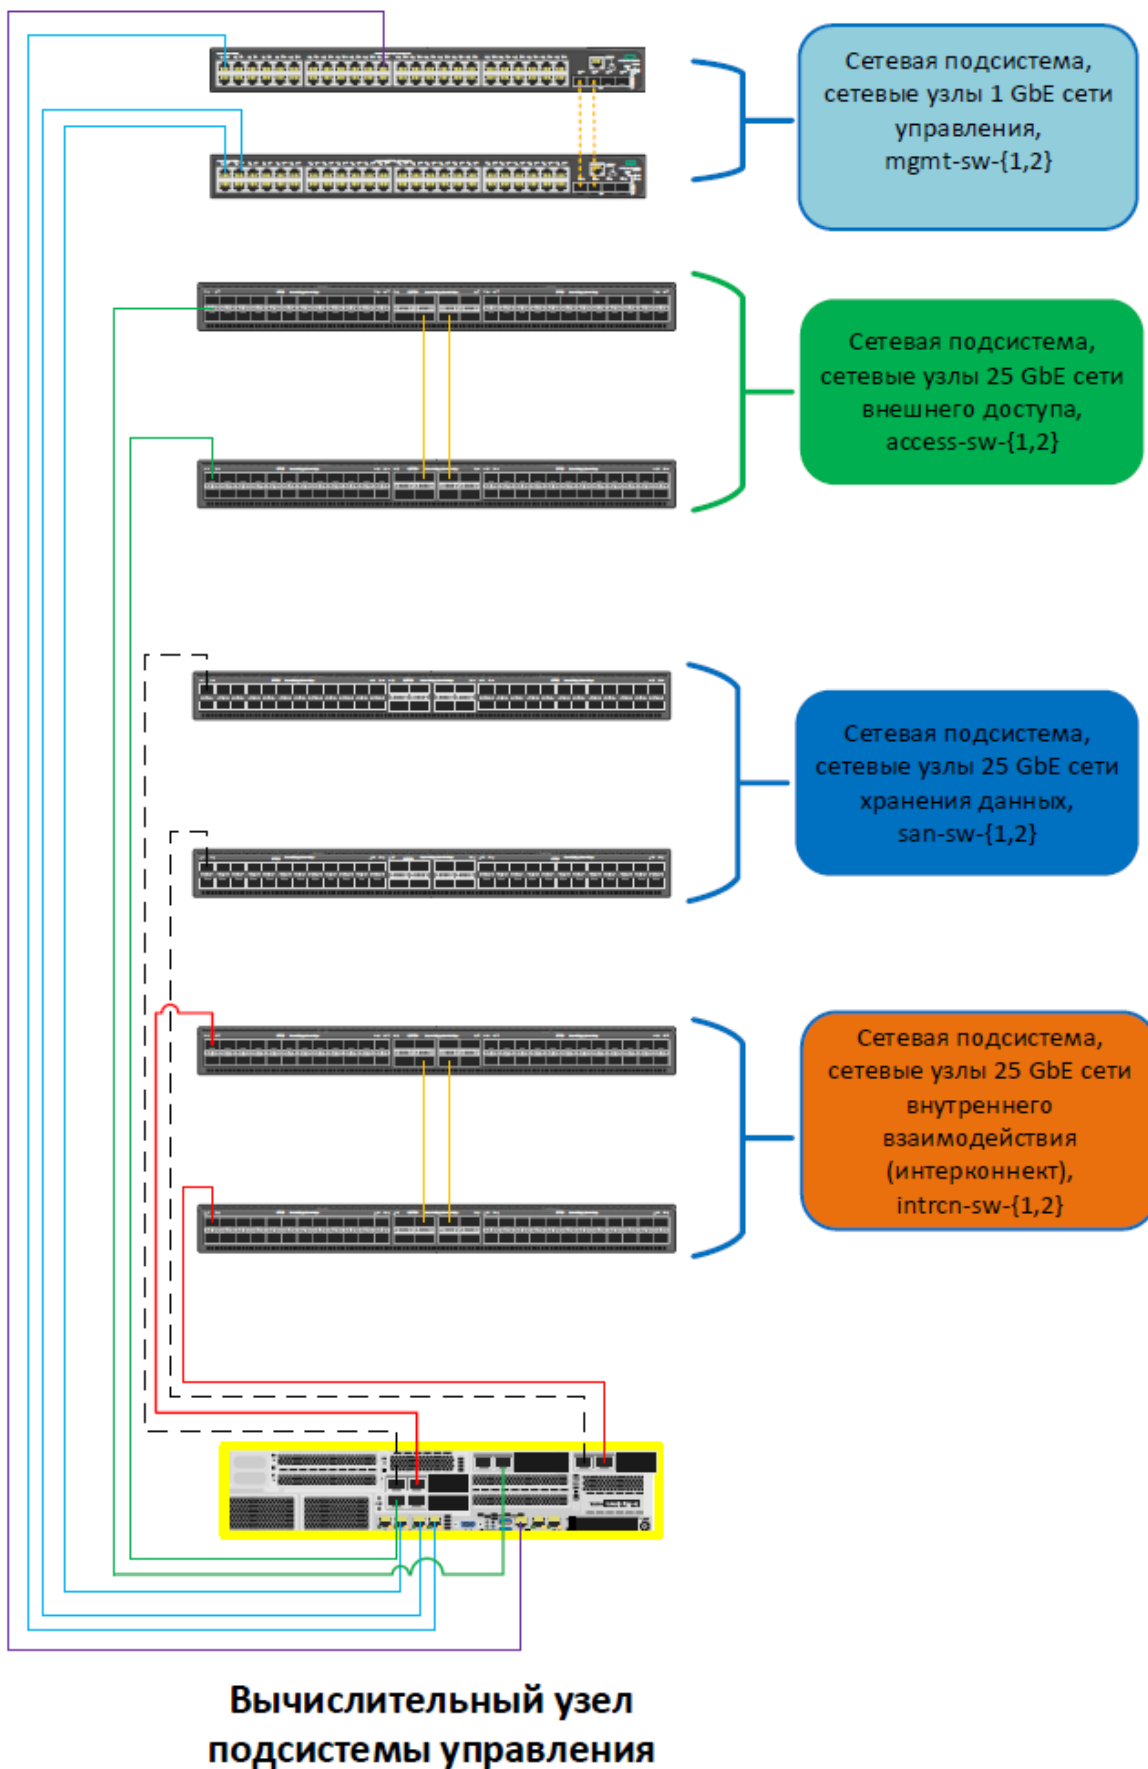 Сетевая подсистема,
сетевые узлы 1 GbE сети
управления,
mgmt-sw-{1,2}
Сетевая подсистема,
сетевые узлы 25 GbE сети
внешнего доступа,
access-sw-{1,2}
Сетевая подсистема,
сетевые узлы 25 GbE сети
хранения данных,
san-sw-{1,2}
Сетевая подсистема,
сетевые узлы 25 GbE сети
внутреннего
взаимодействия
(интерконнект),
intrcn-sw-{1,2}
Вычислительный узел
подсистемы управления